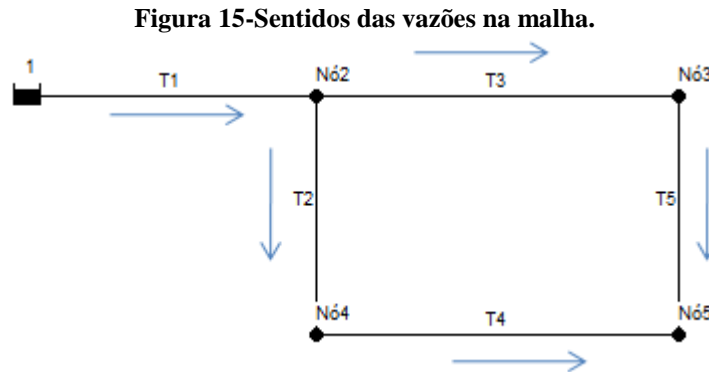 Figura 15-Sentidos das vazões na malha.
1
T1
Nó2
T3
Nó3
T2
T5
Nó4
T4
Nó5